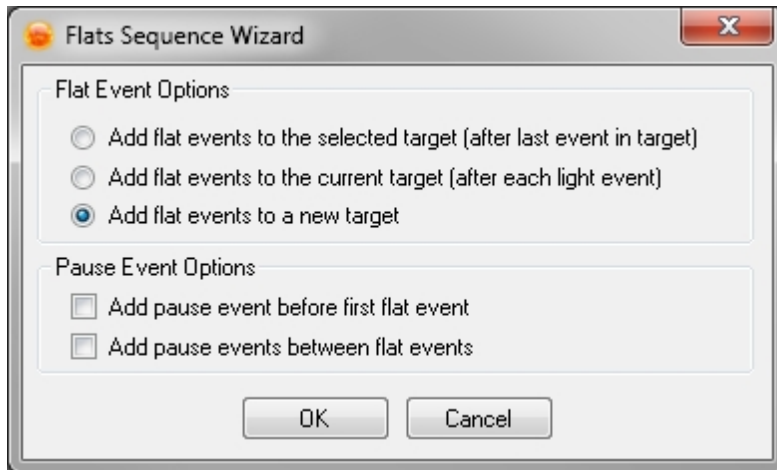 Flats Sequence Wizard
Flat Event Options
Add flat events to the selected target (after last event in target)
Add flat events to the current target (after each light event)
Add flat events to a new target
Pause Event Options
Add pause event before first flat event
Add pause events between flat events
OK Cancel